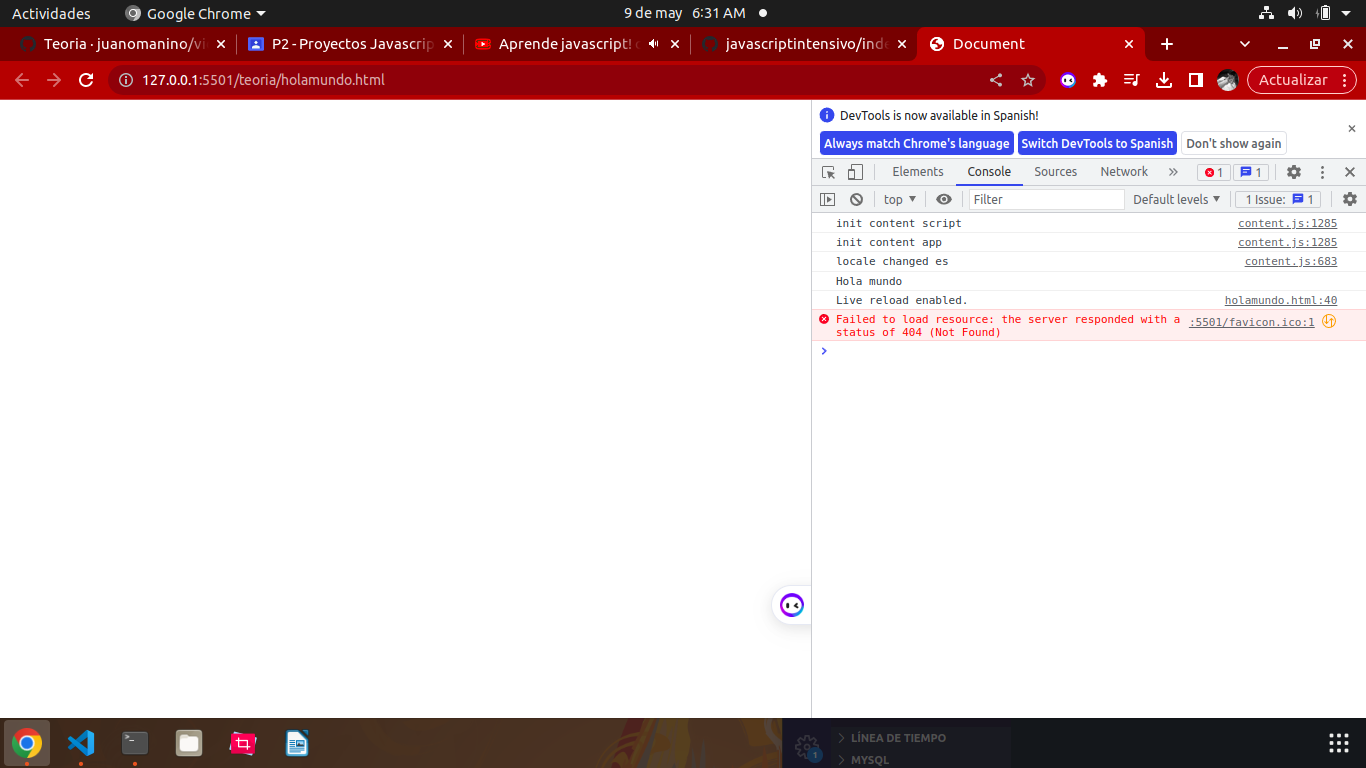 Actividades
Google Chrome
9 de may 6:31 AM
Teoria · juanomanino/vi
P2 - Proyectos Javascrip
Aprende javascript!
javascriptintensivo/inde
Document
127.0.0.1:5501/teoria/holamundo.html
Actualizar
DevTools is now available in Spanish!
Always match Chrome's language
Switch DevTools to Spanish
Don't show again
Elements
Console
Sources
Network
1
1
top
Filter
Default levels
1 Issue:
1
init content script content.js:1285
init content app content.js:1285
locale changed es content.js:683
Hola mundo
Live reload enabled. holamundo.html:40
Failed to load resource: the server responded with a :5501/favicon.ico:1
status of 404 (Not Found)
LÍNEA DE TIEMPO
1
MYSQL